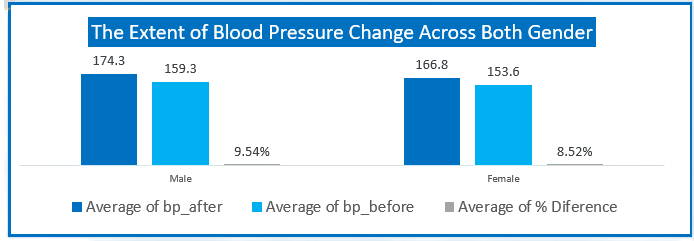 The Extent of Blood Pressure Change Across Both Gender
174.3
159.3
9.54%
166.8
153.6
8.52%
Male
Female
Average of bp_after
Average of bp_before
Average of % Diference